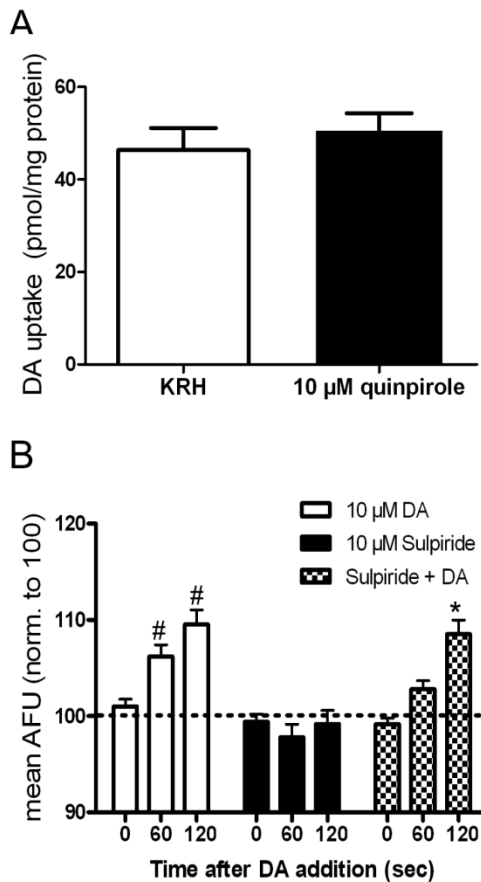 A
DA uptake (pmol/mg protein)
60
40
20
0
KRH
10 µM quinpirole
B
mean AFU (norm. to 100)
120
110
100
90
10 µM DA
10 µM Sulpiride
Sulpiride + DA
# # *
0 60 120 0 60 120 0 60 120
Time after DA addition (sec)